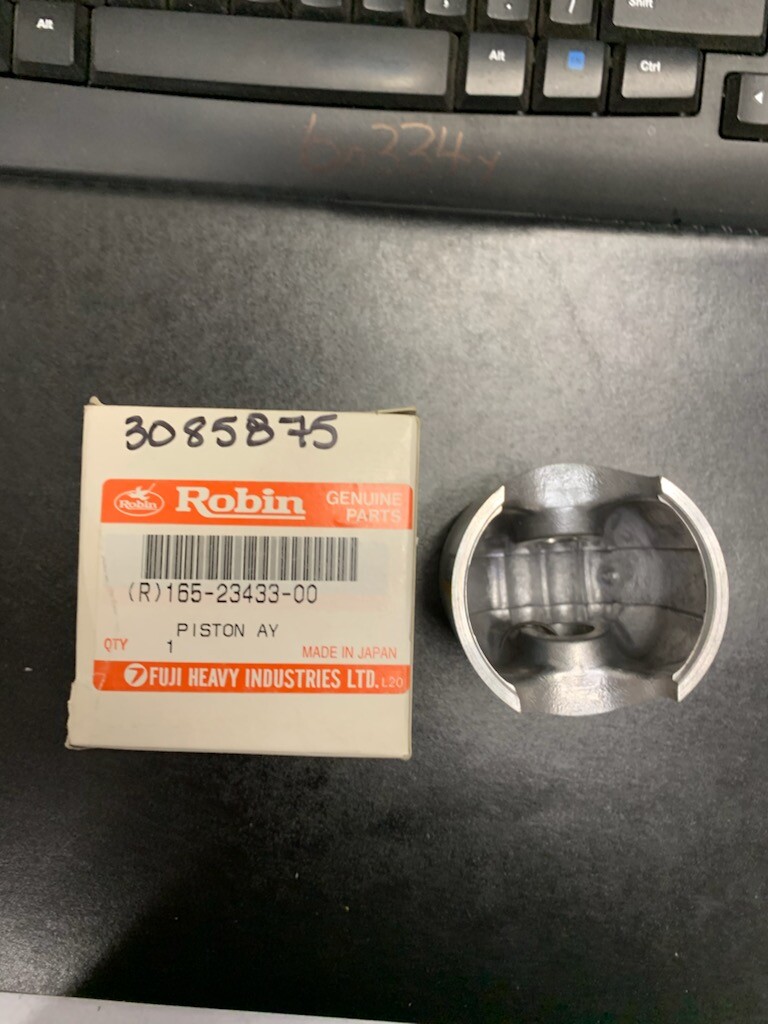 Shift
Alt
Alt
Ctrl
3085875
Robin
Robin
GENUINE
PARTS
(R)165-23433-00
PISTON AY
QTY
1
MADE IN JAPAN
FUJI HEAVY INDUSTRIES LTD. L20